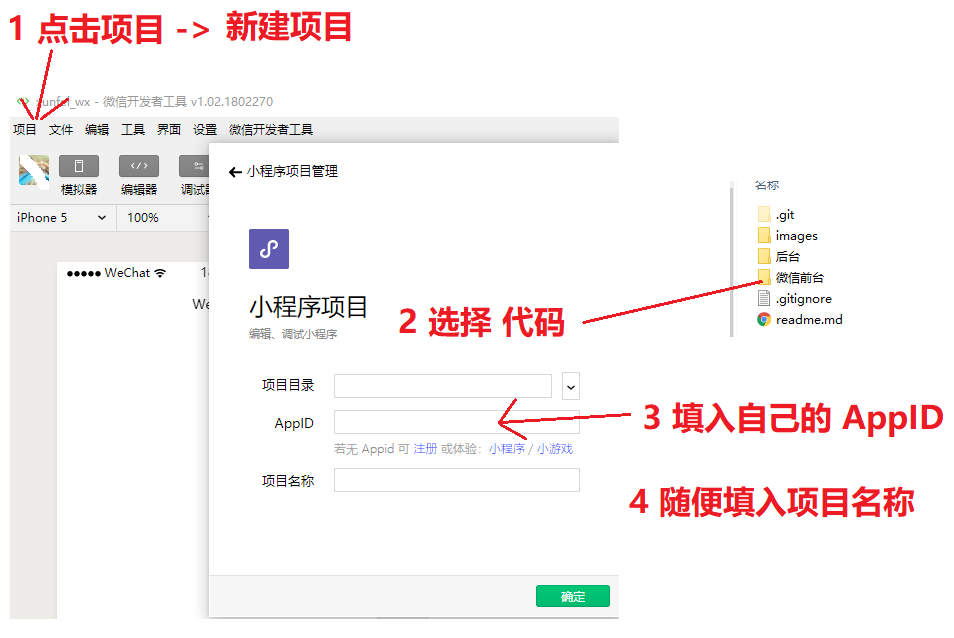 1 点击项目 -> 新建项目
unfei_wx - 微信开发者工具 v1.02.1802270
项目 文件 编辑 工具 界面 设置 微信开发者工具
模拟器 编辑器 调试器
iPhone 5 100%
WeChat
We
小程序项目管理
小程序项目
编辑、调试小程序
项目目录
AppID
若无 Appid 可 注册 或体验: 小程序 / 小游戏
项目名称
确定
2 选择 代码
名称
.git
images
后台
微信前台
.gitignore
readme.md
3 填入自己的 AppID
4 随便填入项目名称